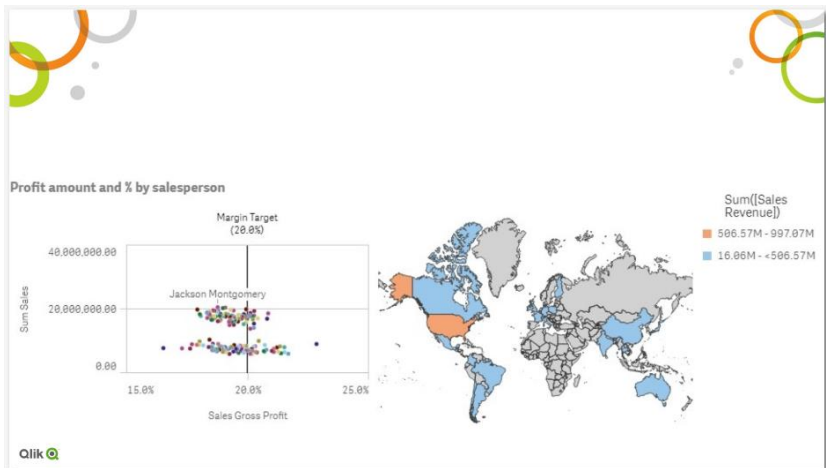 Profit amount and % by salesperson
Margin Target
(20.0%)
40,000,000.00
Jackson Montgomery
20,000,000.00
Sum Sales
0.00
15.0%
20.0%
25.0%
Sales Gross Profit
Sum([Sales
Revenue])
506.57M - 997.07M
16.06M - <506.57M
Qlik